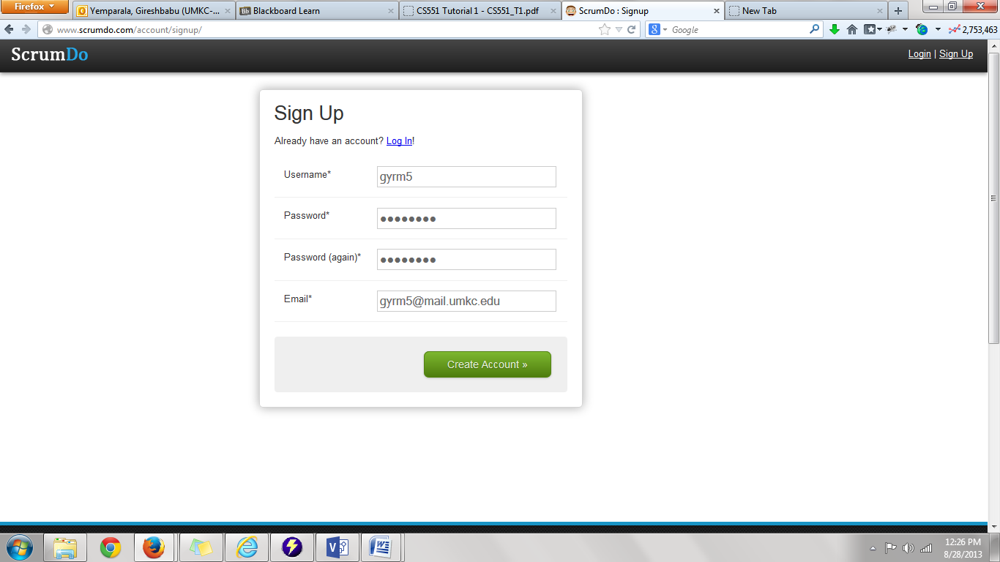 Firefox
Yemparala, Gireshbabu (UMKC-...
Bb Blackboard Learn
CS551 Tutorial 1 - CS551_T1.pdf
ScrumDo : Signup
New Tab
www.scrumdo.com/account/signup/
Google
2,753,463
ScrumDo
Login | Sign Up
Sign Up
Already have an account? Log In!
Username*
gyrm5
Password*
●●●●●●●●
Password (again)*
●●●●●●●●
Email*
gyrm5@mail.umkc.edu
Create Account »
12:26 PM
8/28/2013